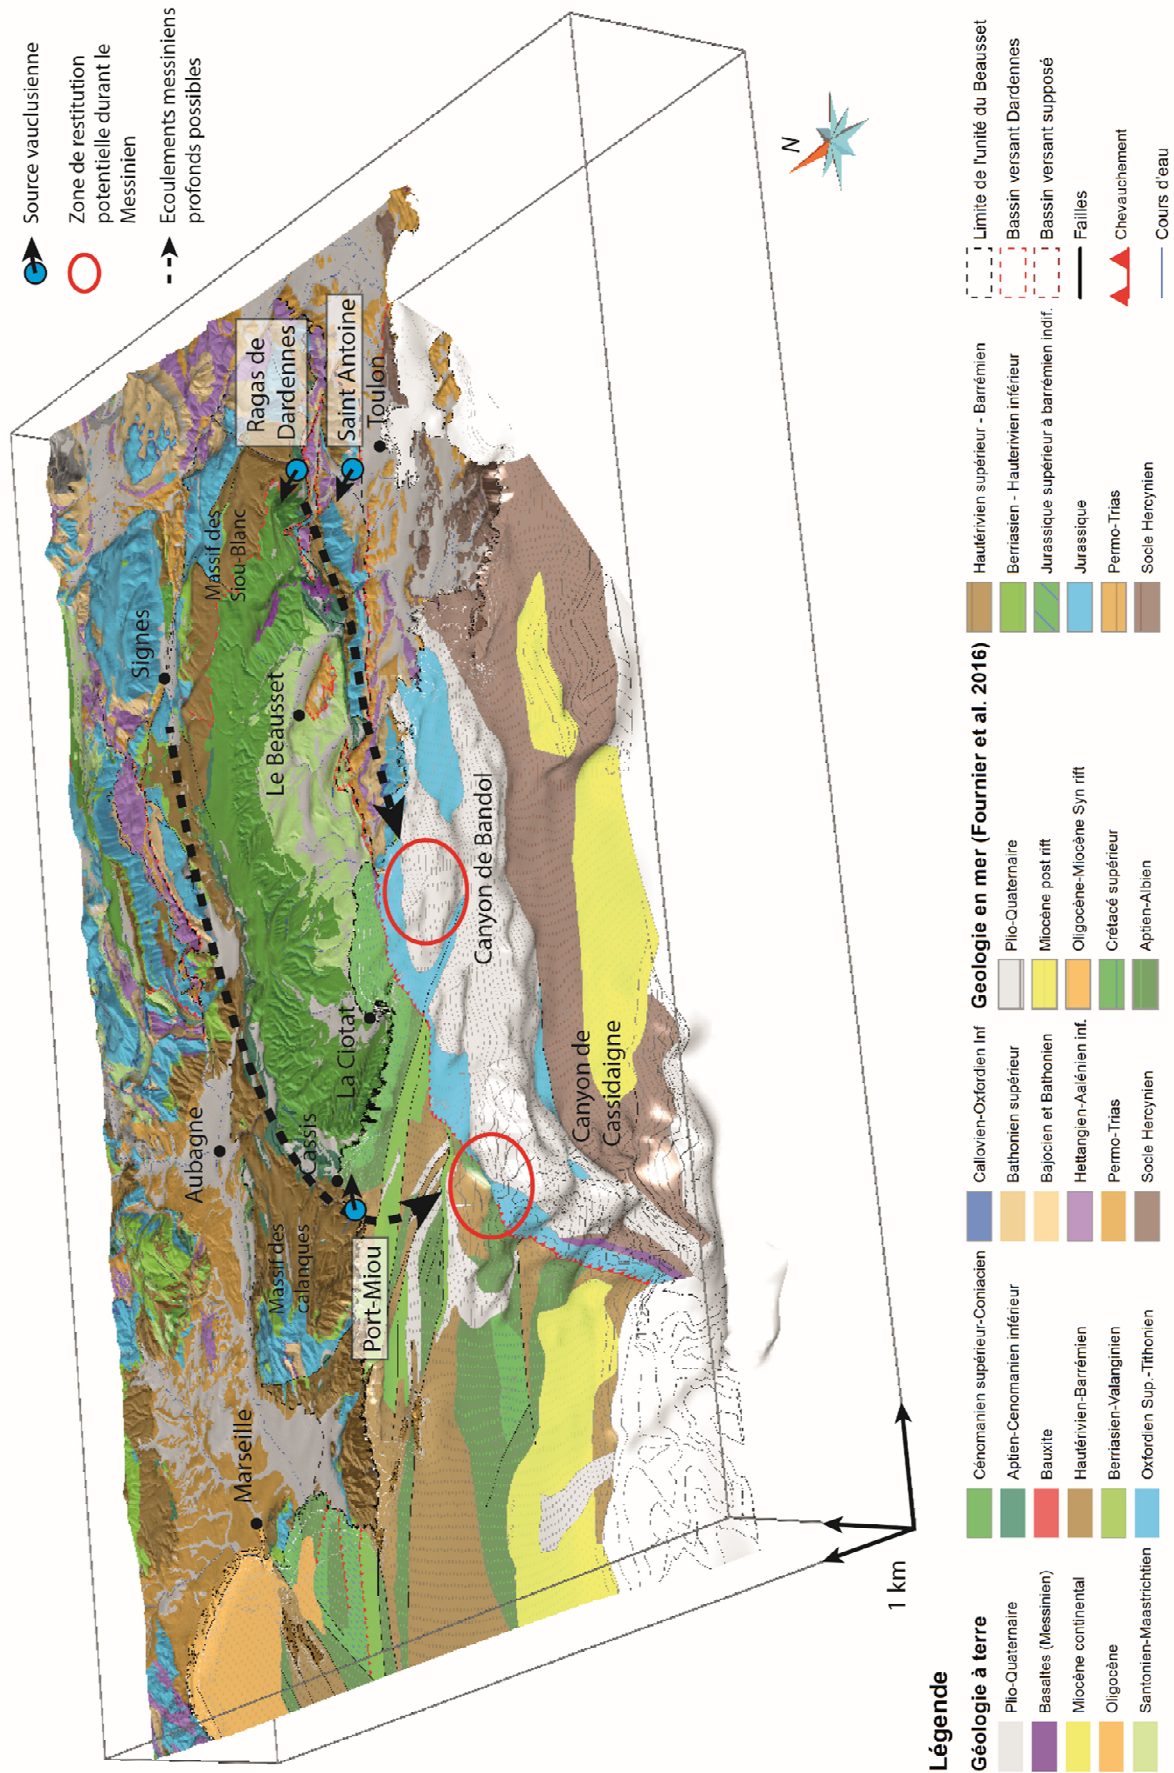 Source vauclusienne
Zone de restitution
potentielle durant le
Messinien
Ecoulements messiniens
profonds possibles
N
Marseille
Aubagne
Signes
Massif des
Siou-Blanc
Ragas de
Dardennes
Saint Antoine
Toulon
Le Beausset
Massif des
calanques
Cassis
La Ciotat
Port-Miou
Canyon de Bandol
Canyon de
Cassidaigne
1 km
Légende
Géologie à terre
Plio-Quaternaire
Basaltes (Messinien)
Miocène continental
Oligocène
Santonien-Maastrichtien
Cénomanien supérieur-Coniacien
Aptien-Cenomanien inférieur
Bauxite
Hautérivien-Barrémien
Berriasien-Valanginien
Oxfordien Sup.-Tithonien
Callovien-Oxfordien Inf
Bathonien supérieur
Bajocien et Bathonien
Hettangien-Aalénien inf.
Permo-Trias
Socle Hercynien
Geologie en mer (Fournier et al. 2016)
Plio-Quaternaire
Miocène post rift
Oligocène-Miocène Syn rift
Crétacé supérieur
Aptien-Albien
Hautérivien supérieur - Barrémien
Berriasien - Hauterivien inférieur
Jurassique supérieur à barrémien indif.
Jurassique
Permo-Trias
Socle Hercynien
Limite de l'unité du Beausset
Bassin versant Dardennes
Bassin versant supposé
Failles
Chevauchement
Cours d'eau